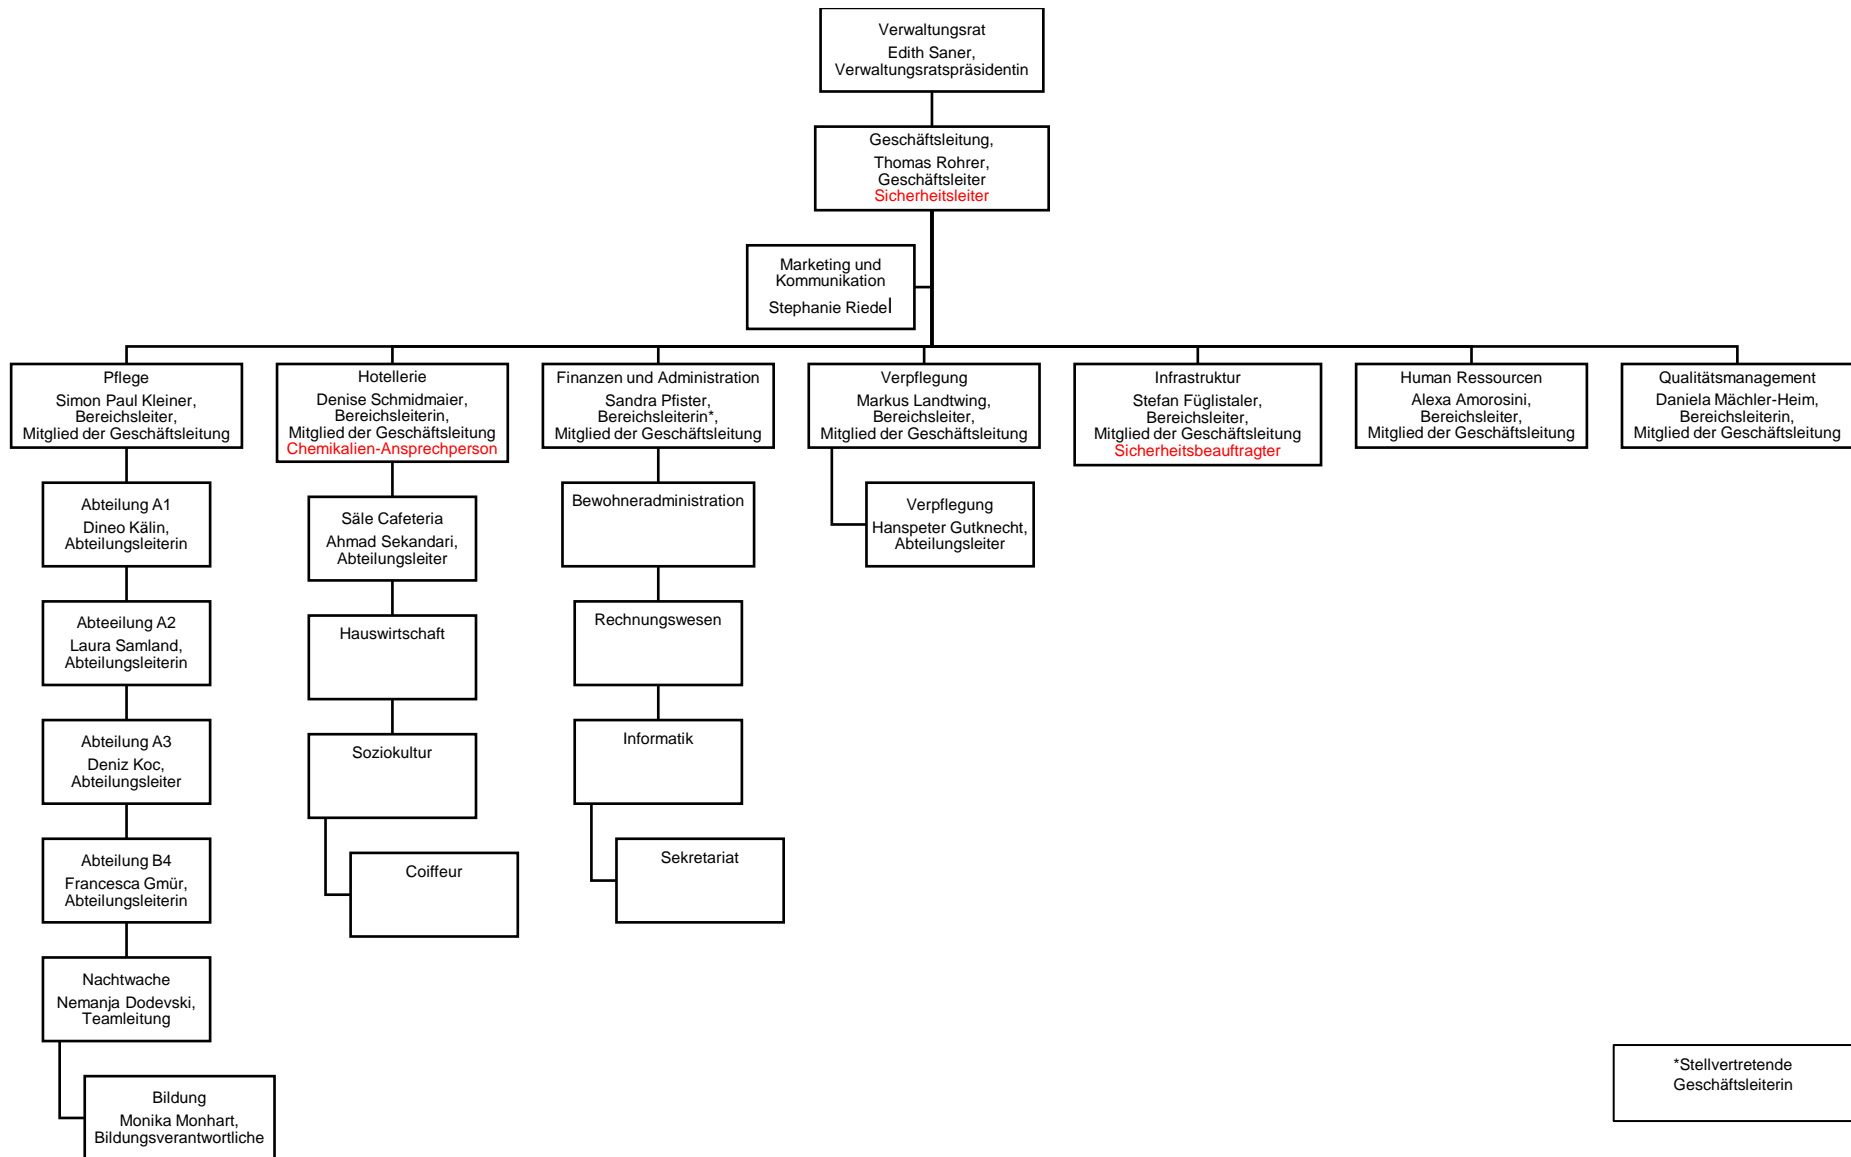 Verwaltungsrat
Edith Saner,
Verwaltungsratspräsidentin
Geschäftsleitung,
Thomas Rohrer,
Geschäftsleiter
Sicherheitsleiter
Marketing und
Kommunikation
Stephanie Riedel
Pflege
Simon Paul Kleiner,
Bereichsleiter,
Mitglied der Geschäftsleitung
Hotellerie
Denise Schmidmaier,
Bereichsleiterin,
Mitglied der Geschäftsleitung
Chemikalien-Ansprechperson
Finanzen und Administration
Sandra Pfister,
Bereichsleiterin*,
Mitglied der Geschäftsleitung
Verpflegung
Markus Landtwing,
Bereichsleiter,
Mitglied der Geschäftsleitung
Infrastruktur
Stefan Füglistaler,
Bereichsleiter,
Mitglied der Geschäftsleitung
Sicherheitsbeauftragter
Human Ressourcen
Alexa Amorosini,
Bereichsleiter,
Mitglied der Geschäftsleitung
Qualitätsmanagement
Daniela Mächler-Heim,
Bereichsleiterin,
Mitglied der Geschäftsleitung
Abteilung A1
Dineo Kälin,
Abteilungsleiterin
Säle Cafeteria
Ahmad Sekandari,
Abteilungsleiter
Bewohneradministration
Verpflegung
Hanspeter Gutknecht,
Abteilungsleiter
Abteeilung A2
Laura Samland,
Abteilungsleiterin
Hauswirtschaft
Rechnungswesen
Abteilung A3
Deniz Koc,
Abteilungsleiter
Soziokultur
Informatik
Abteilung B4
Francesca Gmür,
Abteilungsleiterin
Coiffeur
Sekretariat
Nachtwache
Nemanja Dodevski,
Teamleitung
Bildung
Monika Monhart,
Bildungsverantwortliche
*Stellvertretende
Geschäftsleiterin